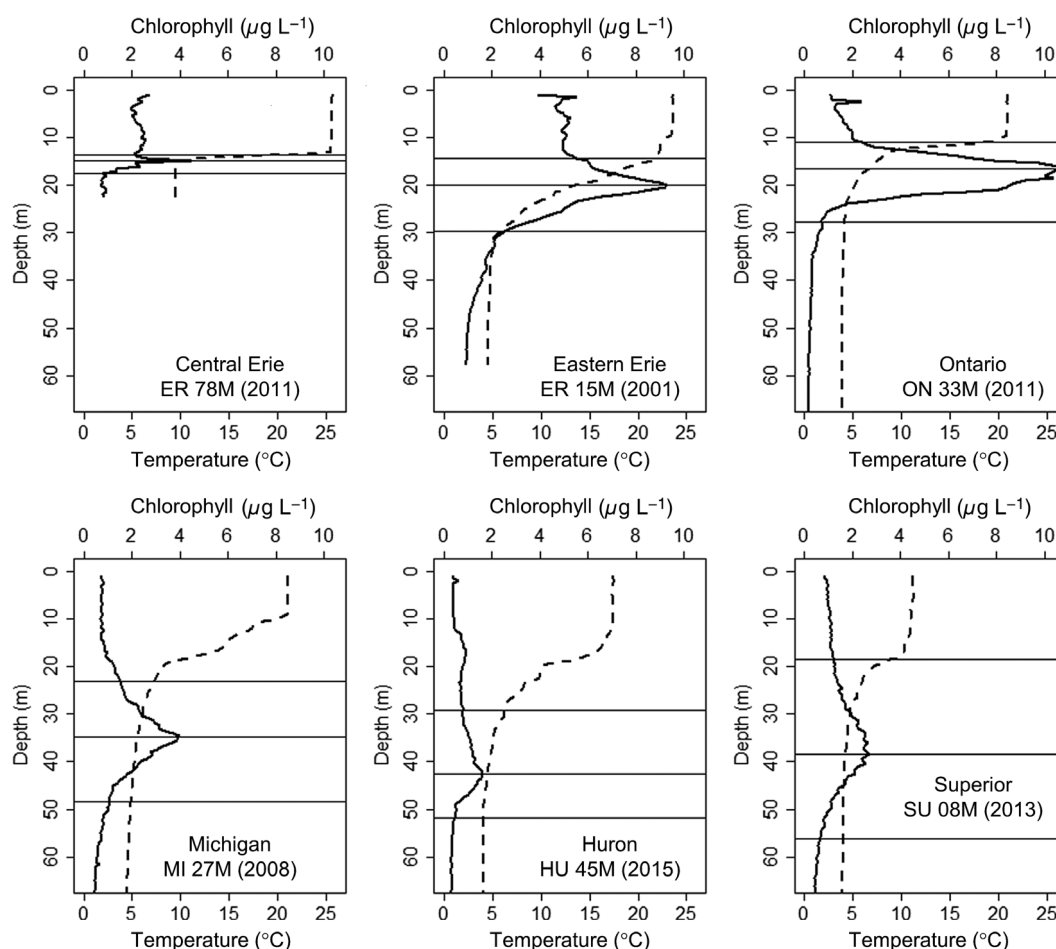 Chlorophyll (µg L⁻¹)
0 2 4 6 8 10
Depth (m)
0
10
20
30
40
50
60
Central Erie
ER 78M (2011)
0 5 10 15 20 25
Temperature (°C)
Chlorophyll (µg L⁻¹)
0 2 4 6 8 10
Depth (m)
0
10
20
30
40
50
60
Eastern Erie
ER 15M (2001)
0 5 10 15 20 25
Temperature (°C)
Chlorophyll (µg L⁻¹)
0 2 4 6 8 10
Depth (m)
0
10
20
30
40
50
60
Ontario
ON 33M (2011)
0 5 10 15 20 25
Temperature (°C)
Chlorophyll (µg L⁻¹)
0 2 4 6 8 10
Depth (m)
0
10
20
30
40
50
60
Michigan
MI 27M (2008)
0 5 10 15 20 25
Temperature (°C)
Chlorophyll (µg L⁻¹)
0 2 4 6 8 10
Depth (m)
0
10
20
30
40
50
60
Huron
HU 45M (2015)
0 5 10 15 20 25
Temperature (°C)
Chlorophyll (µg L⁻¹)
0 2 4 6 8 10
Depth (m)
0
10
20
30
40
50
60
Superior
SU 08M (2013)
0 5 10 15 20 25
Temperature (°C)